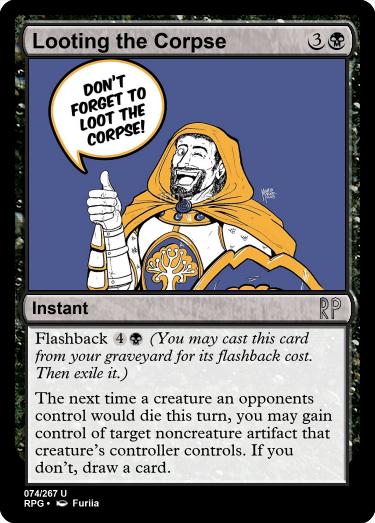 Looting the Corpse 3
DON'T
FORGET TO
LOOT THE
CORPSE!
Instant RP
Flashback 4 (You may cast this card
from your graveyard for its flashback cost.
Then exile it.)
The next time a creature an opponents
control would die this turn, you may gain
control of target noncreature artifact that
creature's controller controls. If you
don't, draw a card.
074/267 U
RPG • Furiia